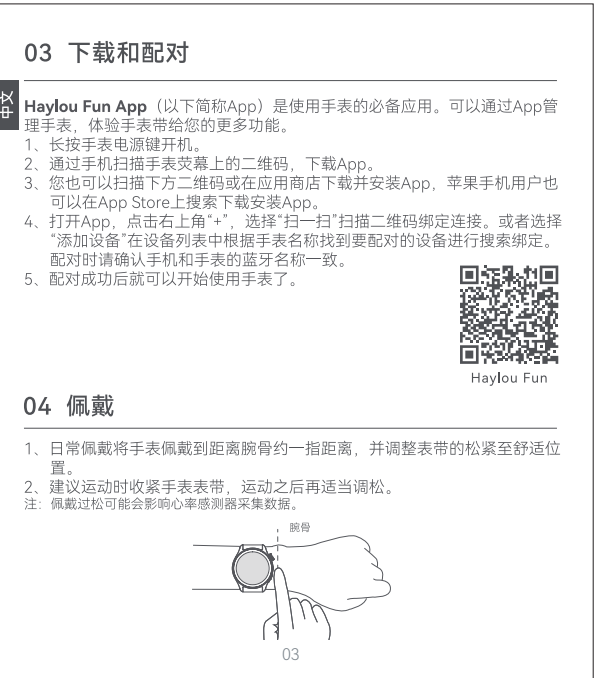 03 下载和配对
中文
Haylou Fun App（以下简称App）是使用手表的必备应用。可以通过App管
理手表，体验手表带给您的更多功能。
1、长按手表电源键开机。
2、通过手机扫描手表荧幕上的二维码，下载App。
3、您也可以扫描下方二维码或在应用商店下载并安装App，苹果手机用户也
可以在App Store上搜索下载安装App。
4、打开App，点击右上角“+”，选择“扫一扫”扫描二维码绑定连接。或者选择
“添加设备”在设备列表中根据手表名称找到要配对的设备进行搜索绑定。
配对时请确认手机和手表的蓝牙名称一致。
5、配对成功后就可以开始使用手表了。
Haylou Fun
04 佩戴
1、日常佩戴将手表佩戴到距离腕骨约一指距离，并调整表带的松紧至舒适位
置。
2、建议运动时收紧手表表带，运动之后再适当调松。
注：佩戴过松可能会影响心率感测器采集数据。
腕骨
03